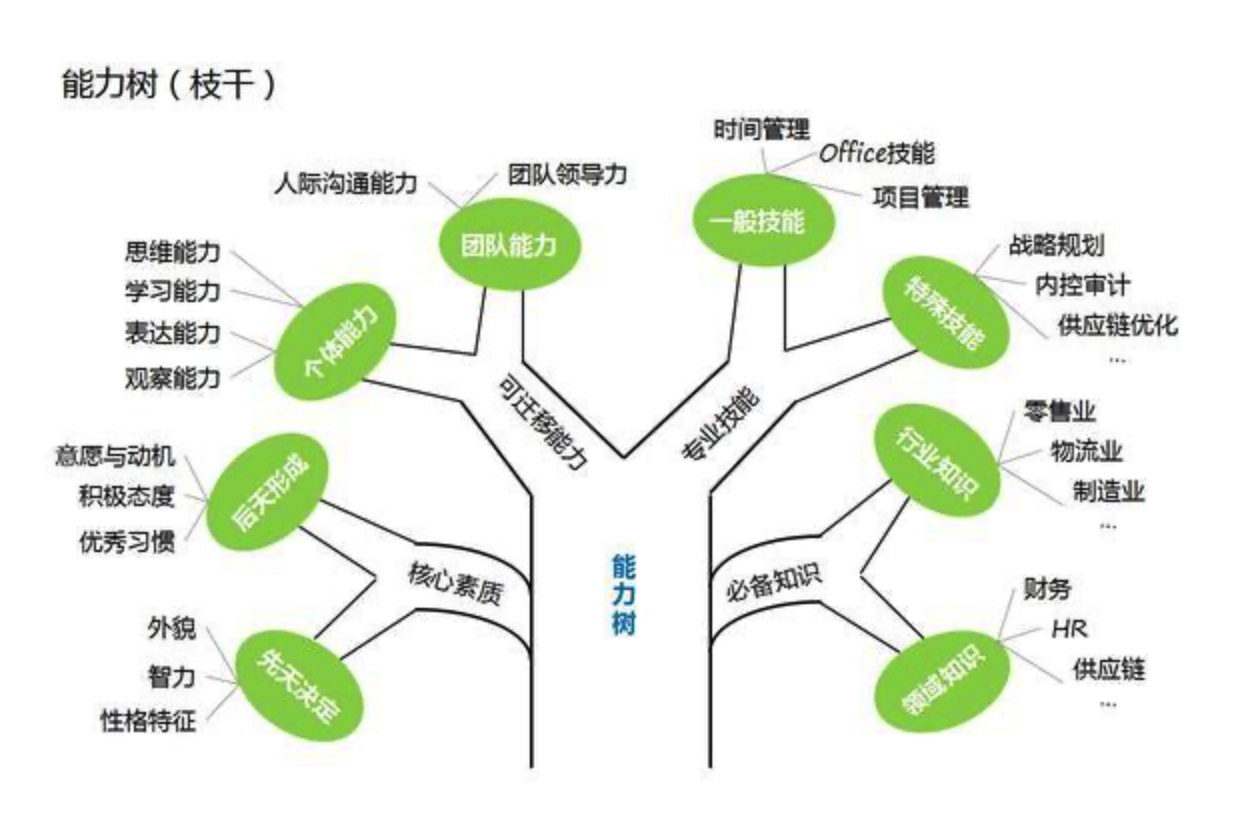 能力树（枝干）
人际沟通能力
团队领导力
团队能力
思维能力
学习能力
表达能力
观察能力
个体能力
可迁移能力
时间管理
Office技能
项目管理
一般技能
战略规划
内控审计
供应链优化
...
特殊技能
专业技能
意愿与动机
积极态度
优秀习惯
后天形成
外貌
智力
性格特征
先天决定
核心素质
能力树
零售业
物流业
制造业
...
行业知识
必备知识
财务
HR
供应链
...
领域知识